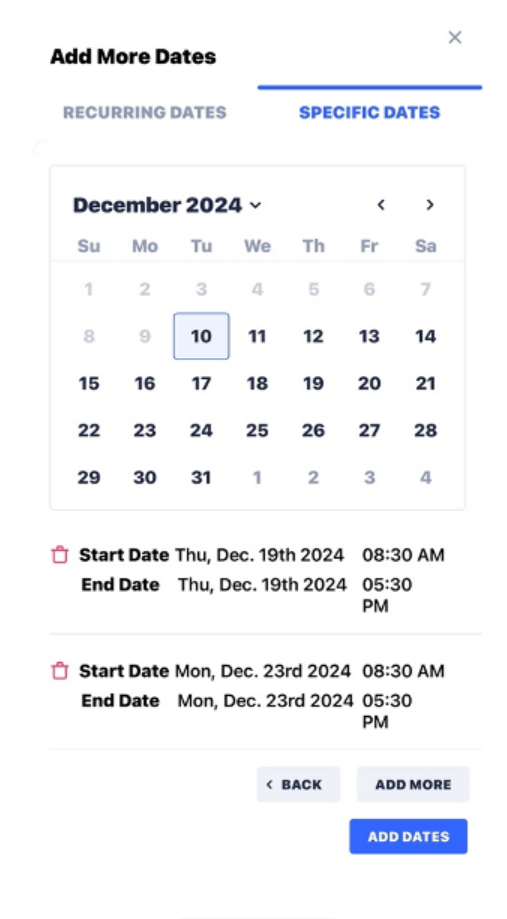 Add More Dates
RECURRING DATES SPECIFIC DATES
December 2024
Su Mo Tu We Th Fr Sa
1 2 3 4 5 6 7
8 9 10 11 12 13 14
15 16 17 18 19 20 21
22 23 24 25 26 27 28
29 30 31 1 2 3 4
Start Date Thu, Dec. 19th 2024 08:30 AM
End Date Thu, Dec. 19th 2024 05:30
PM
Start Date Mon, Dec. 23rd 2024 08:30 AM
End Date Mon, Dec. 23rd 2024 05:30
PM
BACK ADD MORE
ADD DATES